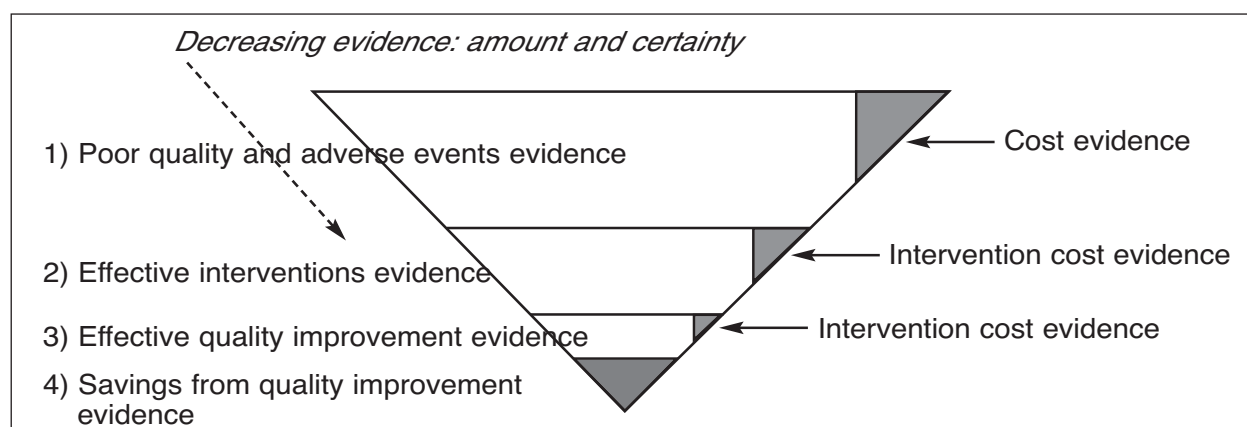 Decreasing evidence: amount and certainty
1) Poor quality and adverse events evidence
Cost evidence
2) Effective interventions evidence
Intervention cost evidence
3) Effective quality improvement evidence
Intervention cost evidence
4) Savings from quality improvement
evidence